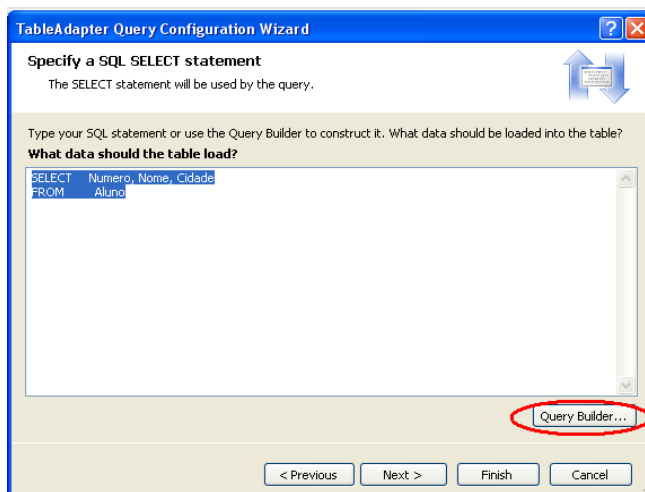 TableAdapter Query Configuration Wizard
Specify a SQL SELECT statement
The SELECT statement will be used by the query.
Type your SQL statement or use the Query Builder to construct it. What data should be loaded into the table?
What data should the table load?
SELECT Numero, Nome, Cidade
FROM Aluno
Query Builder...
< Previous Next > Finish Cancel